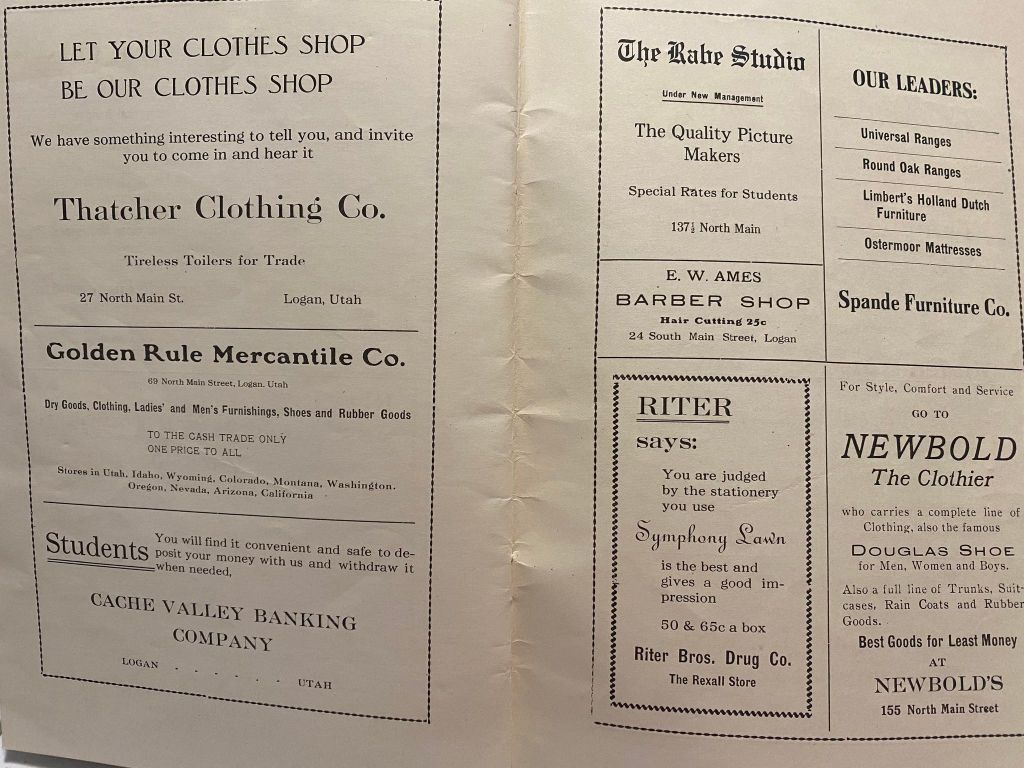 LET YOUR CLOTHES SHOP
BE OUR CLOTHES SHOP
We have something interesting to tell you, and invite
you to come in and hear it
Thatcher Clothing Co.
Tireless Toilers for Trade
27 North Main St. Logan, Utah
Golden Rule Mercantile Co.
69 North Main Street, Logan. Utah
Dry Goods, Clothing, Ladies' and Men's Furnishings, Shoes and Rubber Goods
TO THE CASH TRADE ONLY
ONE PRICE TO ALL
Stores in Utah, Idaho, Wyoming, Colorado, Montana, Washington,
Oregon, Nevada, Arizona, California
Students You will find it convenient and safe to de-
posit your money with us and withdraw it
when needed,
CACHE VALLEY BANKING
COMPANY
LOGAN . . . . . . UTAH
The Rabe Studio
Under New Management
The Quality Picture
Makers
Special Rates for Students
137½ North Main
E. W. AMES
BARBER SHOP
Hair Cutting 25c
24 South Main Street, Logan
OUR LEADERS:
Universal Ranges
Round Oak Ranges
Limbert's Holland Dutch
Furniture
Ostermoor Mattresses
Spande Furniture Co.
RITER
says:
You are judged
by the stationery
you use
Symphony Lawn
is the best and
gives a good im-
pression
50 & 65c a box
Riter Bros. Drug Co.
The Rexall Store
For Style, Comfort and Service
GO TO
NEWBOLD
The Clothier
who carries a complete line of
Clothing, also the famous
DOUGLAS SHOE
for Men, Women and Boys.
Also a full line of Trunks, Suit-
cases, Rain Coats and Rubber
Goods.
Best Goods for Least Money
AT
NEWBOLD'S
155 North Main Street